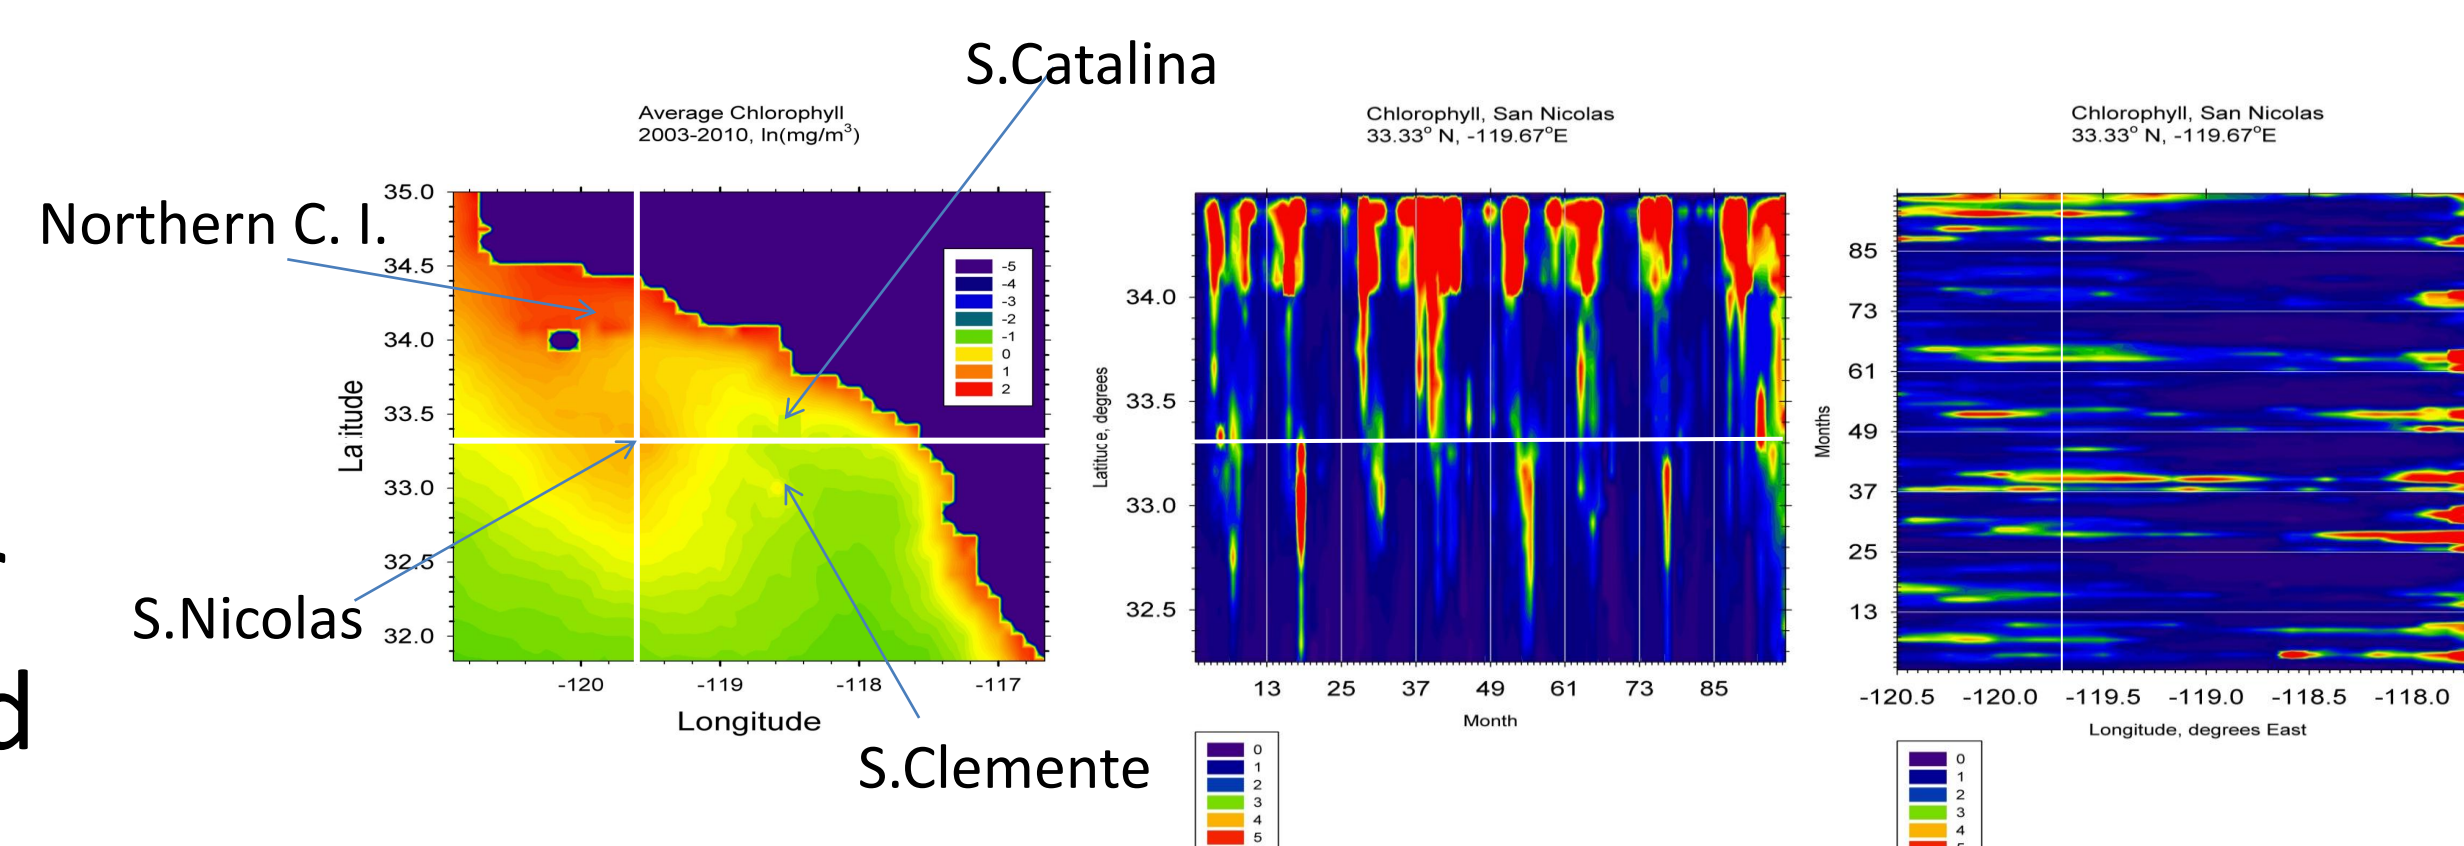 S.Catalina
Average Chlorophyll
2003-2010, ln(mg/m³)
Northern C. I.
35.0
34.5
34.0
33.5
33.0
32.5
32.0
La itude
-5
-4
-3
-2
-1
0
1
2
S.Nicolas
-120
-119
-118
-117
Longitude
S.Clemente
Chlorophyll, San Nicolas
33.33° N, -119.67°E
34.0
33.5
33.0
32.5
Latituc e, degrees
13 25 37 49 61 73 85
Month
0
1
2
3
4
5
Chlorophyll, San Nicolas
33.33° N, -119.67°E
85
73
61
49
37
25
13
Months
-120.5 -120.0 -119.5 -119.0 -118.5 -118.0
Longitude, degrees East
0
1
2
3
4
d